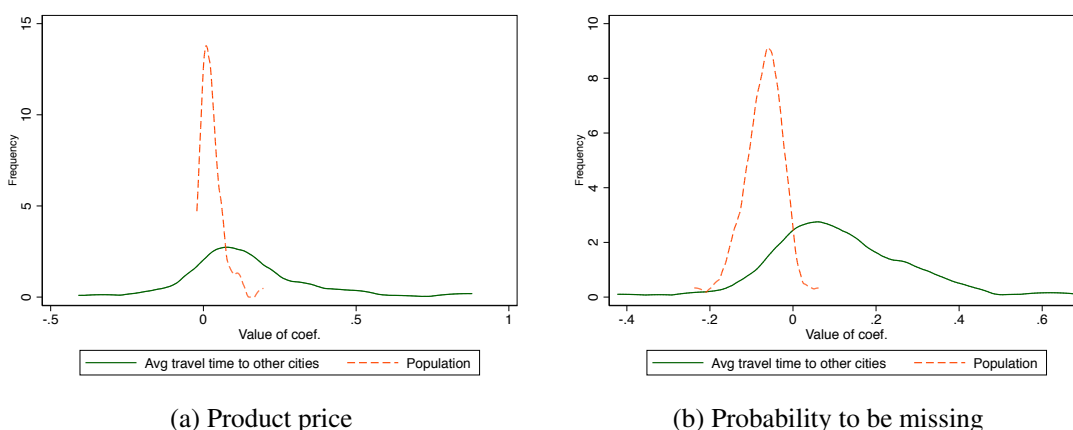 15
10
5
0
Frequency
-.5
0
.5
1
Value of coef.
Avg travel time to other cities
Population
(a) Product price
10
8
6
4
2
0
Frequency
-.4
-.2
0
.2
.4
.6
Value of coef.
Avg travel time to other cities
Population
(b) Probability to be missing